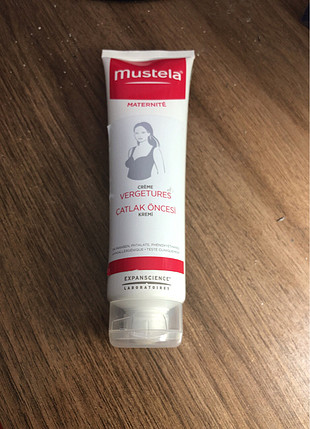 mustela
MATERNITÉ
CRÈME
VERGETURES
ÇATLAK ÖNCESİ
KREMİ
EXPANSCIENCE
LABORATOIRES